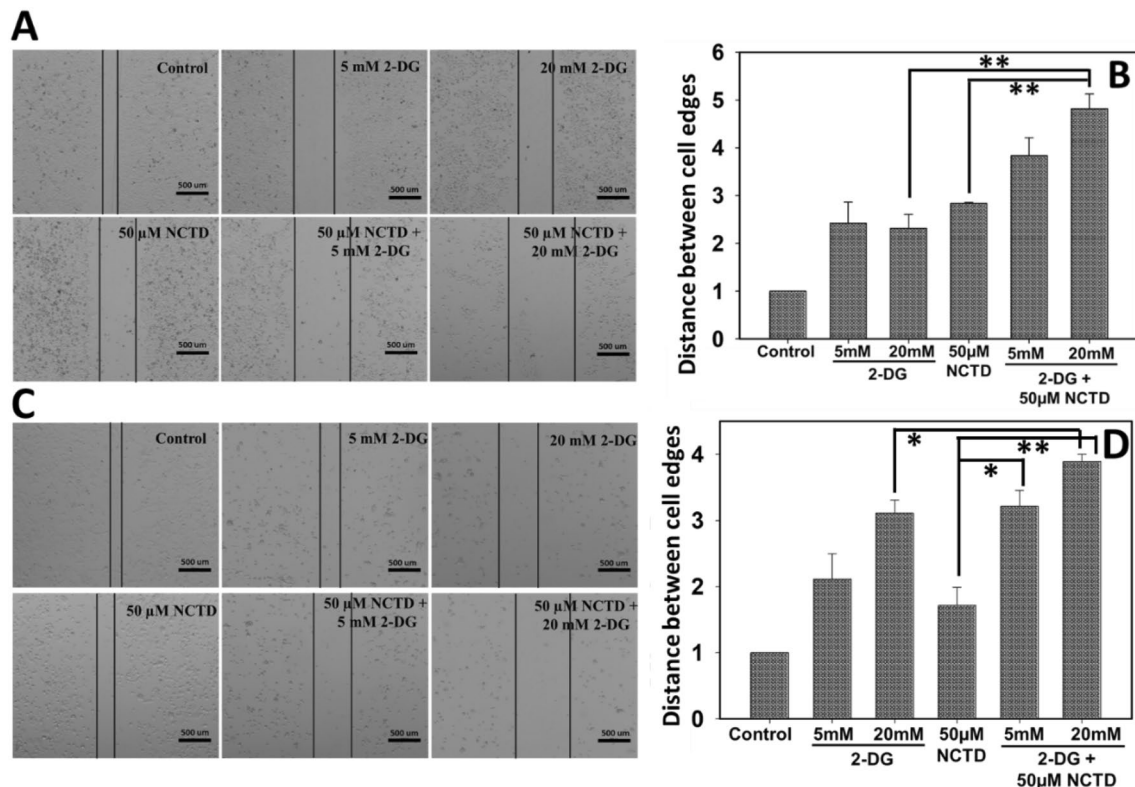 A
Control
500 um
5 mM 2-DG
500 um
20 mM 2-DG
500 um
50 µM NCTD
500 um
50 µM NCTD +
5 mM 2-DG
500 um
50 µM NCTD +
20 mM 2-DG
500 um
B
Distance between cell edges
6
5
4
3
2
1
0
**
**
Control
5mM
20mM
50µM
NCTD
5mM
20mM
2-DG
2-DG +
50µM NCTD
C
Control
500 um
5 mM 2-DG
500 um
20 mM 2-DG
500 um
50 µM NCTD
500 um
50 µM NCTD +
5 mM 2-DG
500 um
50 µM NCTD +
20 mM 2-DG
500 um
D
Distance between cell edges
4
3
2
1
0
*
**
*
Control
5mM
20mM
50µM
NCTD
5mM
20mM
2-DG
2-DG +
50µM NCTD